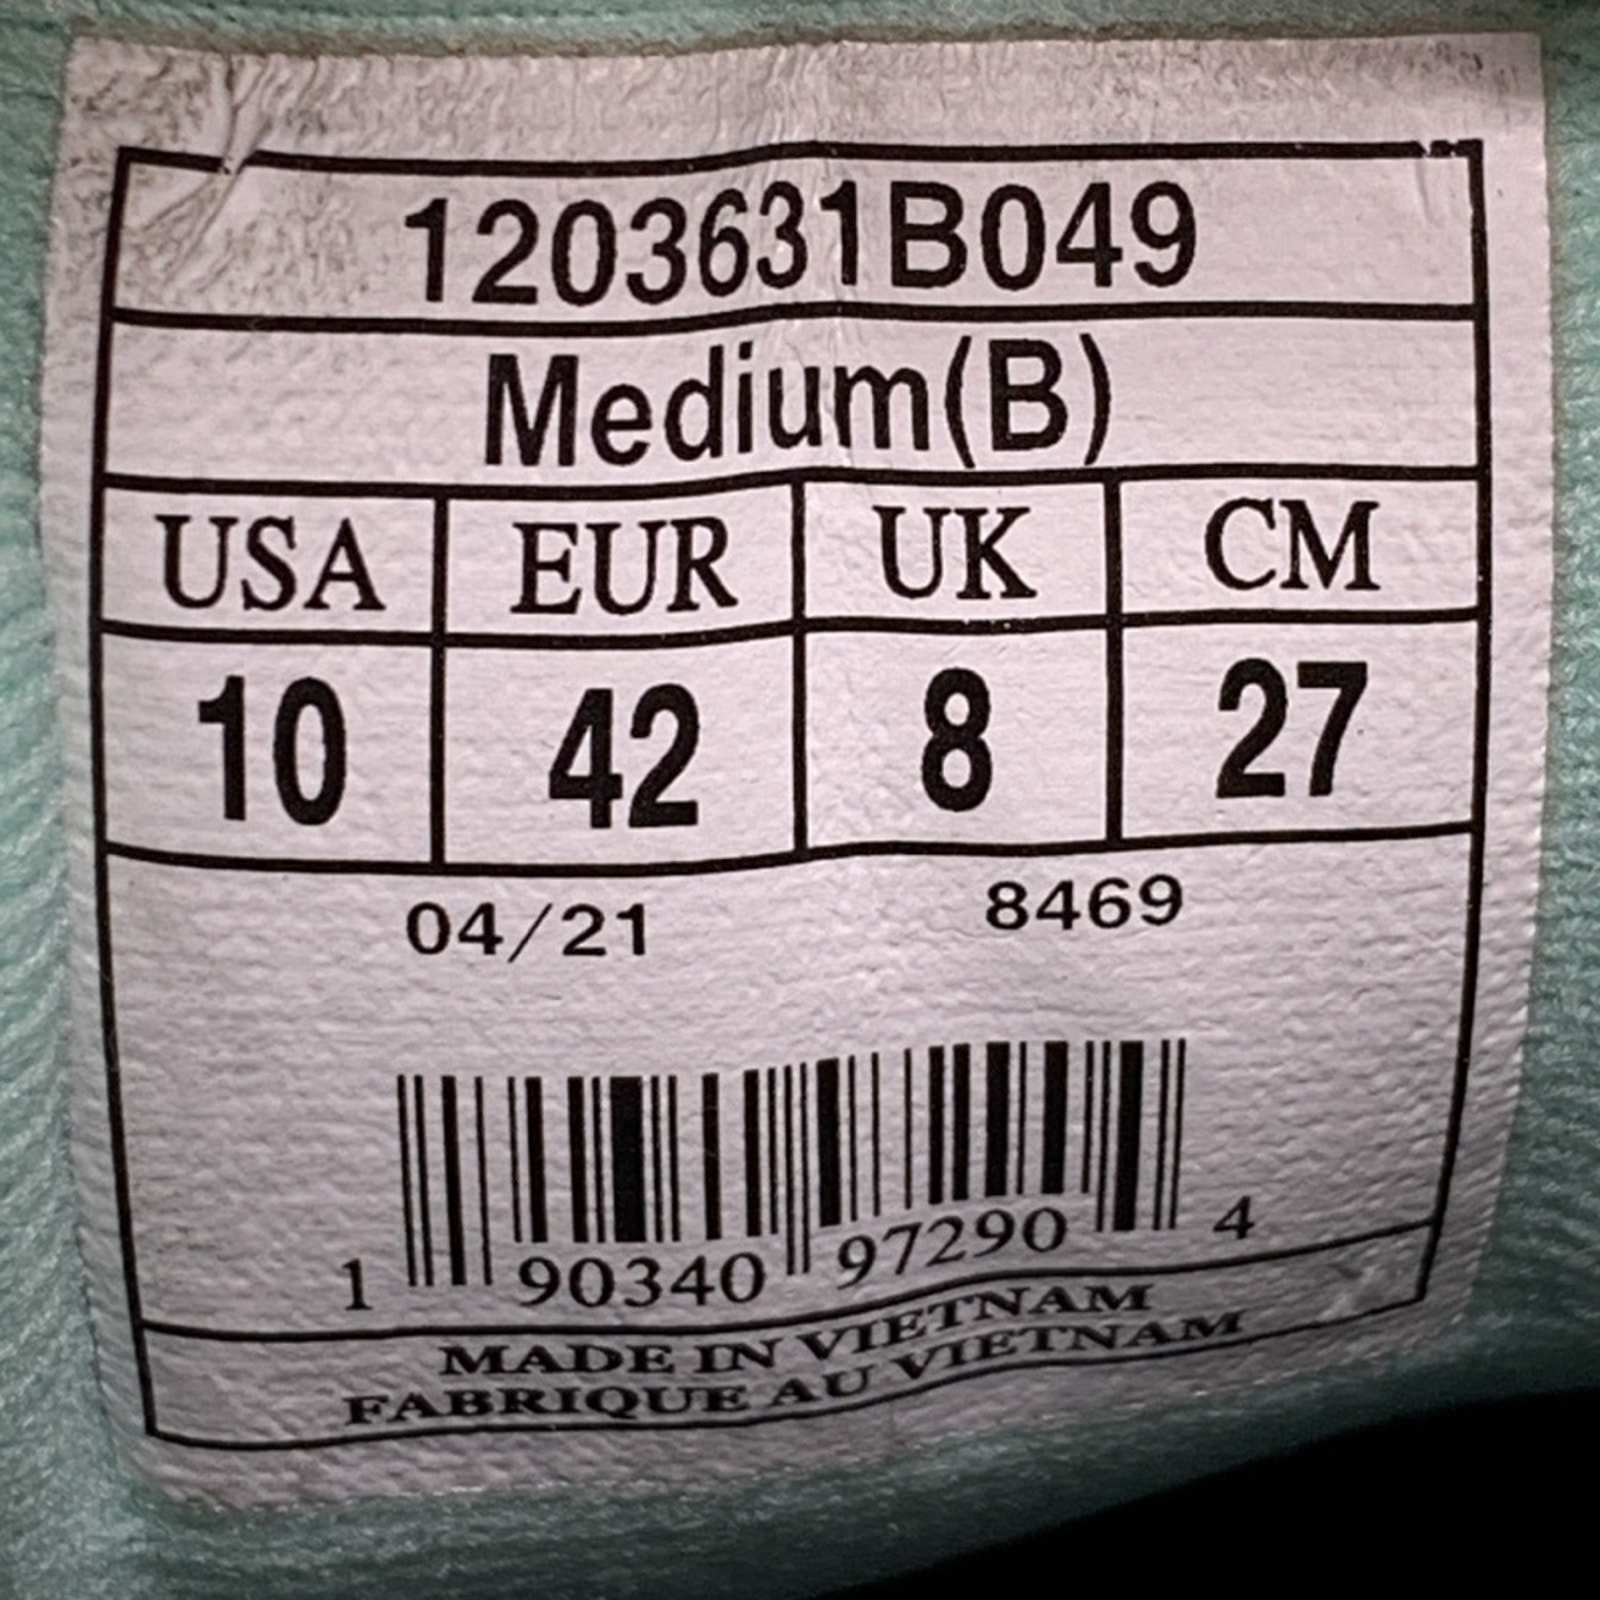 1203631B049
Medium(B)
USA EUR UK CM
10 42 8 27
04/21 8469
1 90340 97290 4
MADE IN VIETNAM
FABRIQUE AU VIETNAM